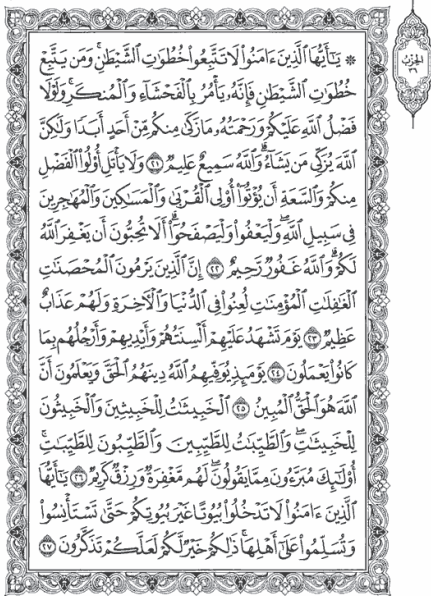 ۞ يَٰٓأَيُّهَا ٱلَّذِينَ ءَامَنُوا۟ لَا تَتَّبِعُوا۟ خُطُوَٰتِ ٱلشَّيْطَٰنِ ۚ وَمَن يَتَّبِعْ
خُطُوَٰتِ ٱلشَّيْطَٰنِ فَإِنَّهُۥ يَأْمُرُ بِٱلْفَحْشَآءِ وَٱلْمُنكَرِ ۚ وَلَوْلَا
فَضْلُ ٱللَّهِ عَلَيْكُمْ وَرَحْمَتُهُۥ مَا زَكَىٰ مِنكُم مِّنْ أَحَدٍ أَبَدًا وَلَٰكِنَّ
ٱللَّهَ يُزَكِّى مَن يَشَآءُ ۗ وَٱللَّهُ سَمِيعٌ عَلِيمٌ ۝٢١ وَلَا يَأْتَلِ أُو۟لُوا۟ ٱلْفَضْلِ
مِنكُمْ وَٱلسَّعَةِ أَن يُؤْتُوٓا۟ أُو۟لِى ٱلْقُرْبَىٰ وَٱلْمَسَٰكِينَ وَٱلْمُهَٰجِرِينَ
فِى سَبِيلِ ٱللَّهِ ۖ وَلْيَعْفُوا۟ وَلْيَصْفَحُوٓا۟ ۗ أَلَا تُحِبُّونَ أَن يَغْفِرَ ٱللَّهُ
لَكُمْ ۗ وَٱللَّهُ غَفُورٌ رَّحِيمٌ ۝٢٢ إِنَّ ٱلَّذِينَ يَرْمُونَ ٱلْمُحْصَنَٰتِ
ٱلْغَٰفِلَٰتِ ٱلْمُؤْمِنَٰتِ لُعِنُوا۟ فِى ٱلدُّنْيَا وَٱلْءَاخِرَةِ وَلَهُمْ عَذَابٌ
عَظِيمٌ ۝٢٣ يَوْمَ تَشْهَدُ عَلَيْهِمْ أَلْسِنَتُهُمْ وَأَيْدِيهِمْ وَأَرْجُلُهُم بِمَا
كَانُوا۟ يَعْمَلُونَ ۝٢٤ يَوْمَئِذٍ يُوَفِّيهِمُ ٱللَّهُ دِينَهُمُ ٱلْحَقَّ وَيَعْلَمُونَ أَنَّ
ٱللَّهَ هُوَ ٱلْحَقُّ ٱلْمُبِينُ ۝٢٥ ٱلْخَبِيثَٰتُ لِلْخَبِيثِينَ وَٱلْخَبِيثُونَ
لِلْخَبِيثَٰتِ ۖ وَٱلطَّيِّبَٰتُ لِلطَّيِّبِينَ وَٱلطَّيِّبُونَ لِلطَّيِّبَٰتِ ۚ
أُو۟لَٰٓئِكَ مُبَرَّءُونَ مِمَّا يَقُولُونَ ۖ لَهُم مَّغْفِرَةٌ وَرِزْقٌ كَرِيمٌ ۝٢٦ يَٰٓأَيُّهَا
ٱلَّذِينَ ءَامَنُوا۟ لَا تَدْخُلُوا۟ بُيُوتًا غَيْرَ بُيُوتِكُمْ حَتَّىٰ تَسْتَأْنِسُوا۟
وَتُسَلِّمُوا۟ عَلَىٰٓ أَهْلِهَا ۚ ذَٰلِكُمْ خَيْرٌ لَّكُمْ لَعَلَّكُمْ تَذَكَّرُونَ ۝٢٧
الحزب
٣٦